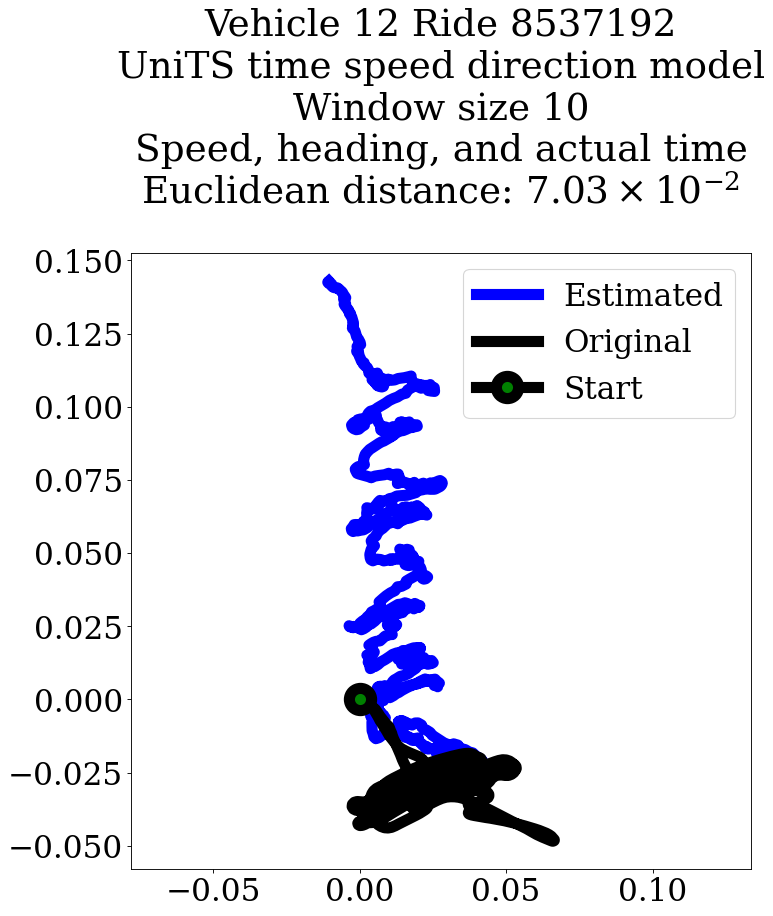 Vehicle 12 Ride 8537192
UniTS time speed direction model
Window size 10
Speed, heading, and actual time
Euclidean distance: 7.03 × 10⁻²
0.150
0.125
0.100
0.075
0.050
0.025
0.000
−0.025
−0.050
Estimated
Original
Start
−0.05 0.00 0.05 0.10